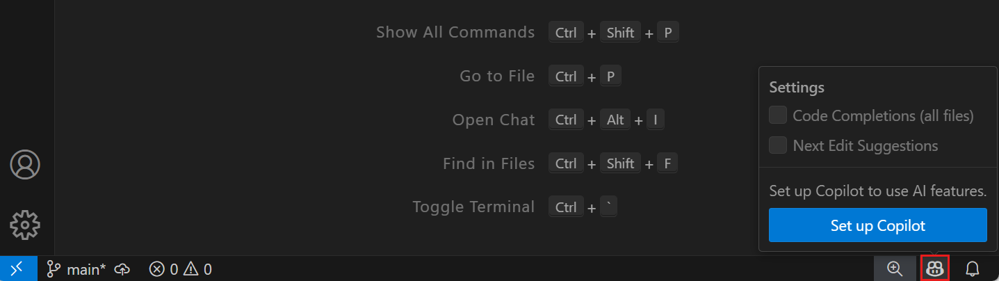 Show All Commands Ctrl + Shift + P
Go to File Ctrl + P
Open Chat Ctrl + Alt + I
Find in Files Ctrl + Shift + F
Toggle Terminal Ctrl + `
Settings
Code Completions (all files)
Next Edit Suggestions
Set up Copilot to use AI features.
Set up Copilot
main* 0 0